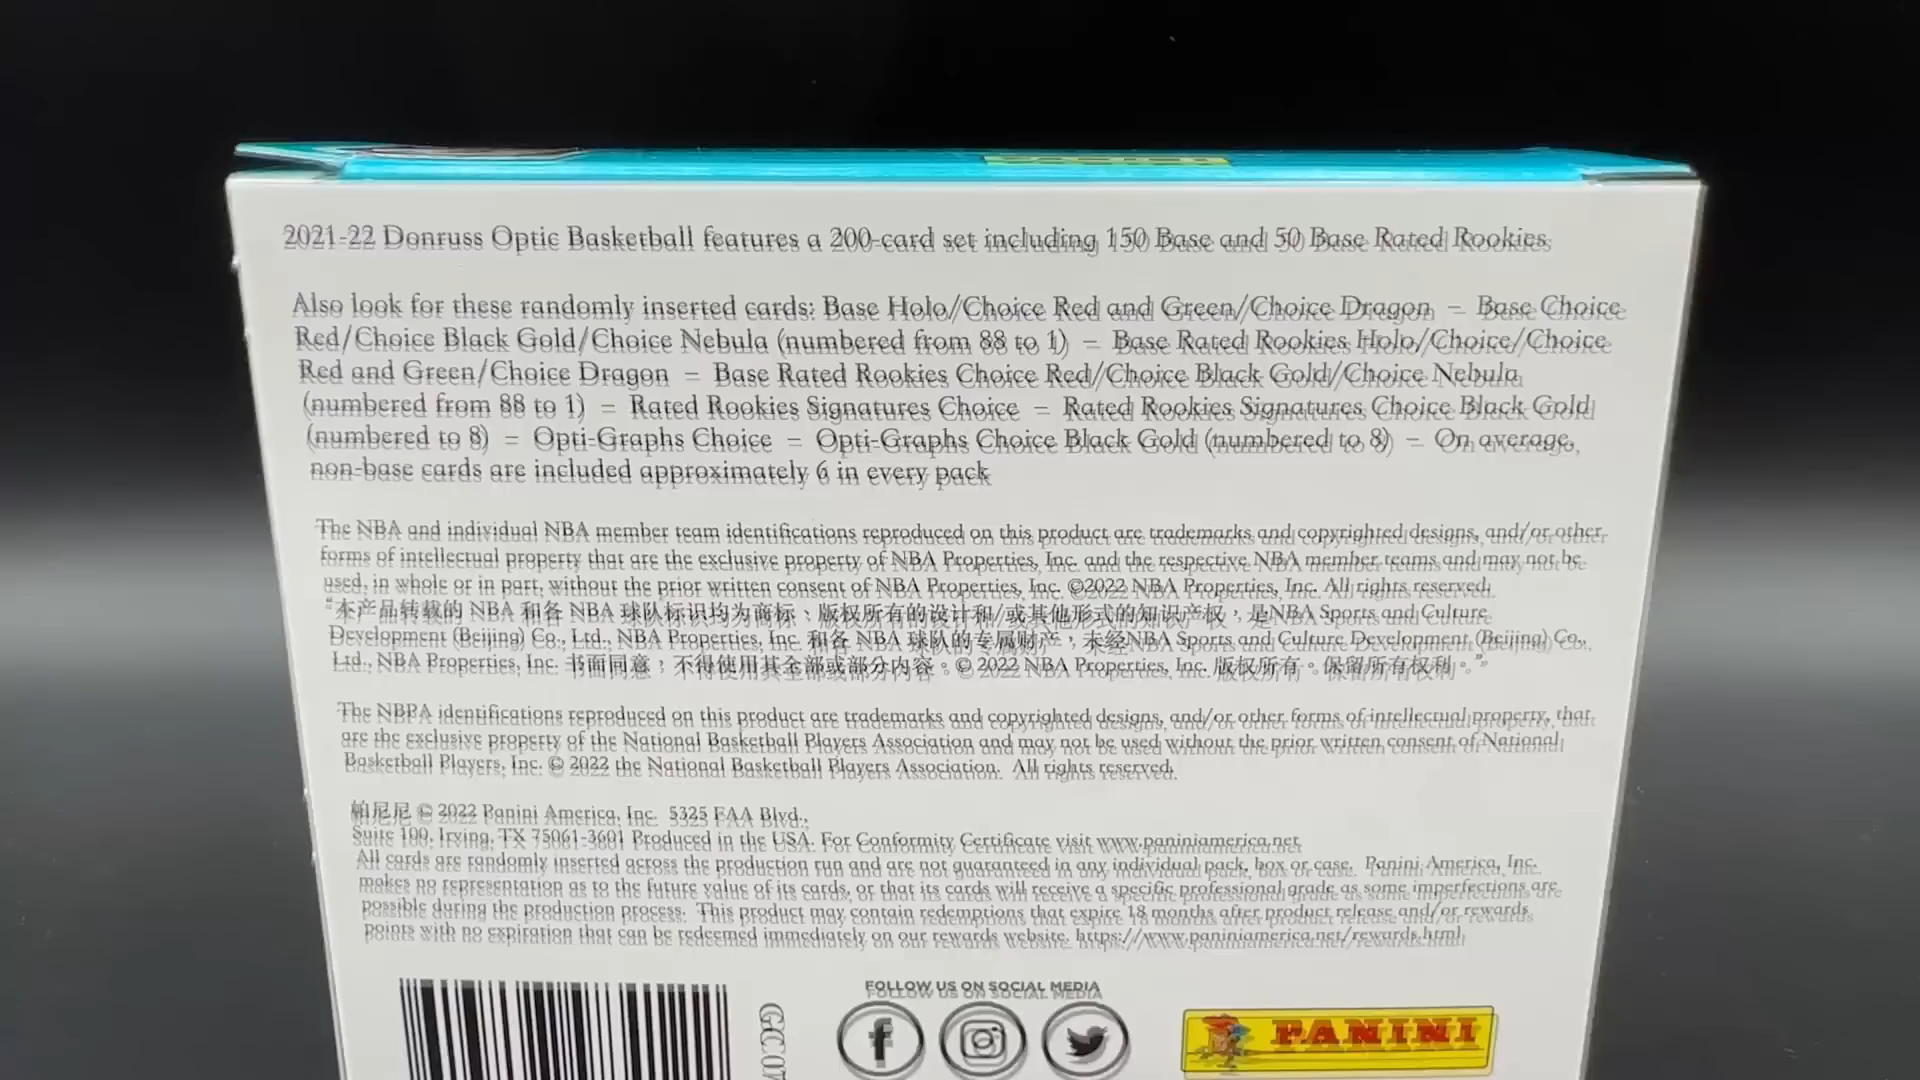 2021-22 Donruss Optic Basketball features a 200-card set including 150 Base and 50 Base Rated Rookies
Also look for these randomly inserted cards: Base Holo/Choice Red and Green/Choice Dragon – Base Choice
Red/Choice Black Gold/Choice Nebula (numbered from 88 to 1) – Base Rated Rookies Holo/Choice/Choice
Red and Green/Choice Dragon – Base Rated Rookies Choice Red/Choice Black Gold/Choice Nebula
(numbered from 88 to 1) – Rated Rookies Signatures Choice – Rated Rookies Signatures Choice Black Gold
(numbered to 8) – Opti-Graphs Choice – Opti-Graphs Choice Black Gold (numbered to 8) – On average,
non-base cards are included approximately 6 in every pack
The NBA and individual NBA member team identifications reproduced on this product are trademarks and copyrighted designs, and/or other
forms of intellectual property that are the exclusive property of NBA Properties, Inc. and the respective NBA member teams and may not be
used, in whole or in part, without the prior written consent of NBA Properties, Inc. ©2022 NBA Properties, Inc. All rights reserved.
“本产品转载的 NBA 和各 NBA 球队标识均为商标、版权所有的设计和/或其他形式的知识产权，是NBA Sports and Culture
Development (Beijing) Co., Ltd., NBA Properties, Inc. 和各 NBA 球队的专属财产，未经NBA Sports and Culture Development (Beijing) Co.,
Ltd., NBA Properties, Inc. 书面同意，不得使用其全部或部分内容。© 2022 NBA Properties, Inc. 版权所有。保留所有权利。”
The NBPA identifications reproduced on this product are trademarks and copyrighted designs, and/or other forms of intellectual property, that
are the exclusive property of the National Basketball Players Association and may not be used without the prior written consent of National
Basketball Players, Inc. © 2022 the National Basketball Players Association. All rights reserved.
帕尼尼 © 2022 Panini America, Inc. 5325 FAA Blvd.,
Suite 100, Irving, TX 75061-3601 Produced in the USA. For Conformity Certificate visit www.paniniamerica.net
All cards are randomly inserted across the production run and are not guaranteed in any individual pack, box or case. Panini America, Inc.
makes no representation as to the future value of its cards, or that its cards will receive a specific professional grade as some imperfections are
possible during the production process. This product may contain redemptions that expire 18 months after product release and/or rewards
points with no expiration that can be redeemed immediately on our rewards website. https://www.paniniamerica.net/rewards.html
FOLLOW US ON SOCIAL MEDIA
PANINI